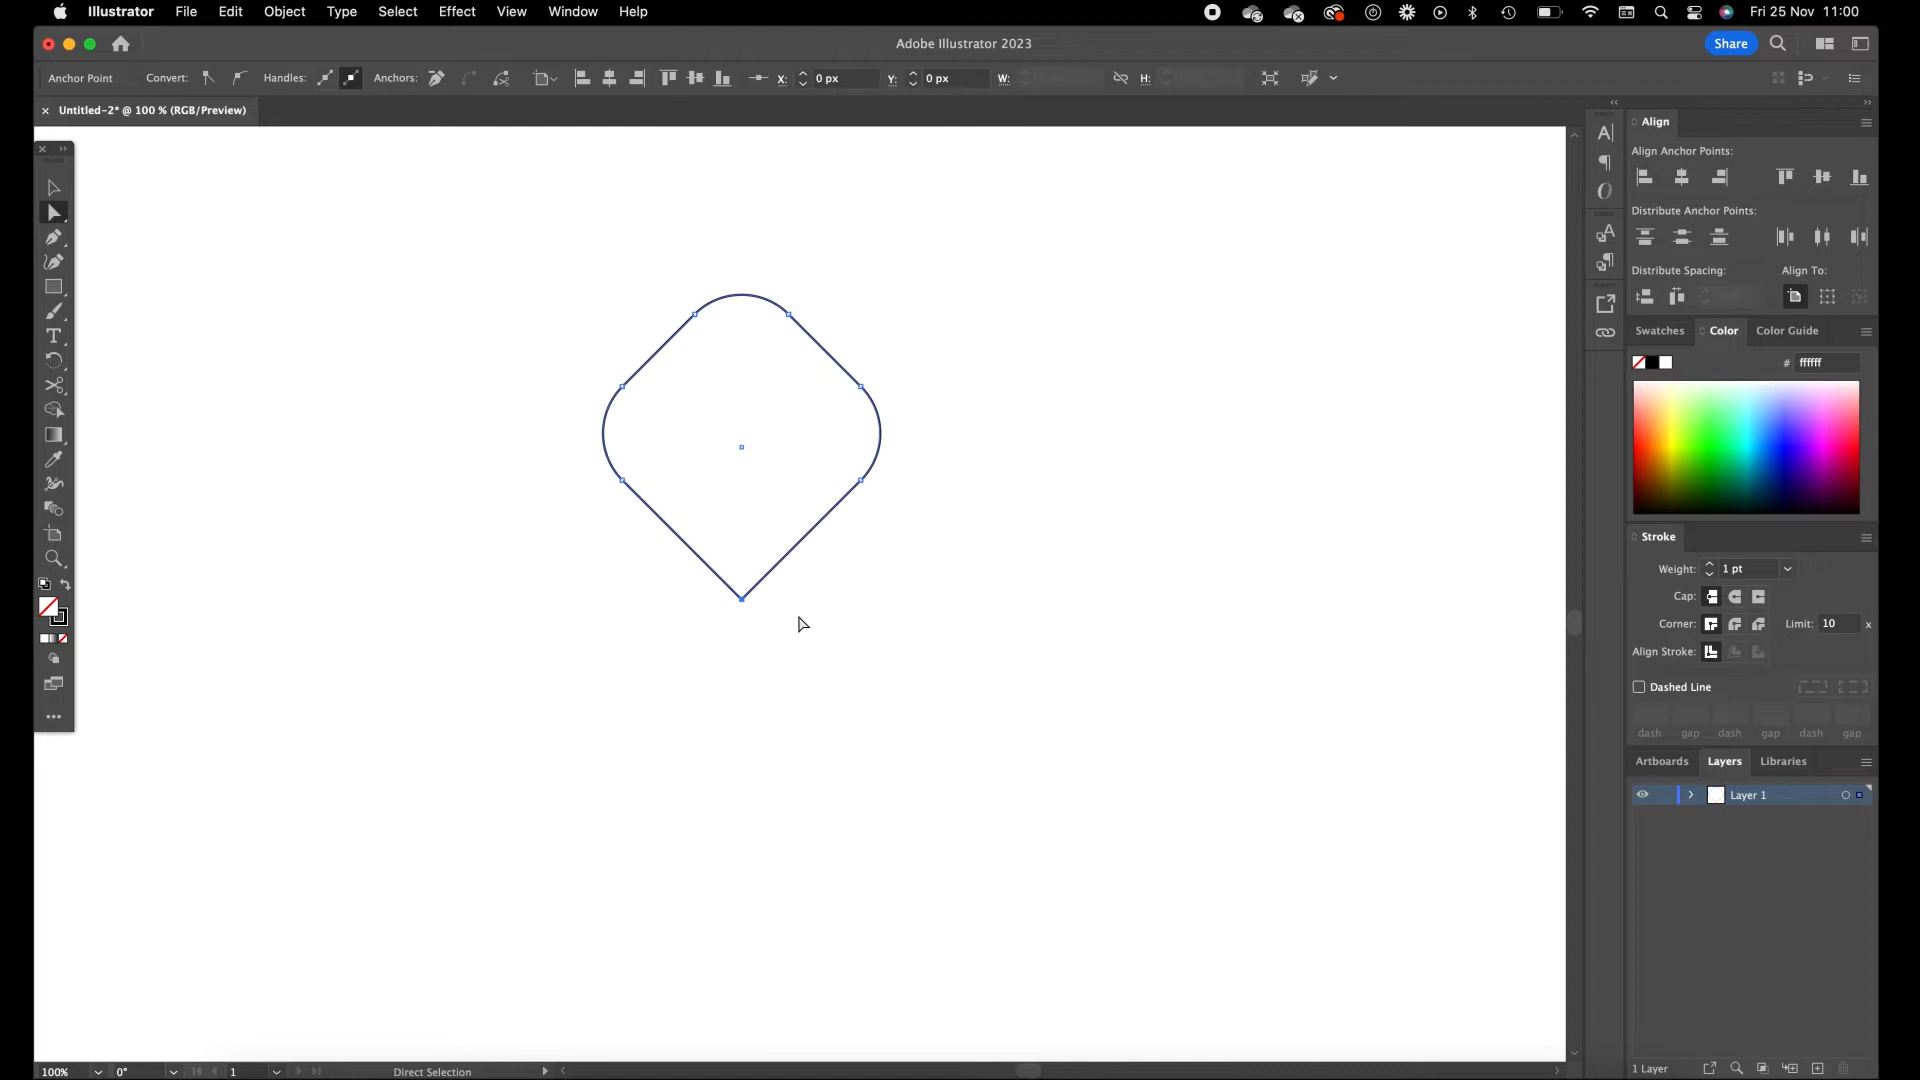 Illustrator File Edit Object Type Select Effect View Window Help Fri 25 Nov 11:00
Adobe Illustrator 2023 Share
Anchor Point Convert: Handles: Anchors: X: 0 px Y: 0 px W: H:
Untitled-2* @ 100 % (RGB/Preview)
Align
Align Anchor Points:
Distribute Anchor Points:
Distribute Spacing: Align To:
Swatches Color Color Guide
# ffffff
Stroke
Weight: 1 pt
Cap:
Corner: Limit: 10 x
Align Stroke:
Dashed Line
dash gap dash gap dash gap
Artboards Layers Libraries
Layer 1
1 Layer
100% 0° 1 Direct Selection